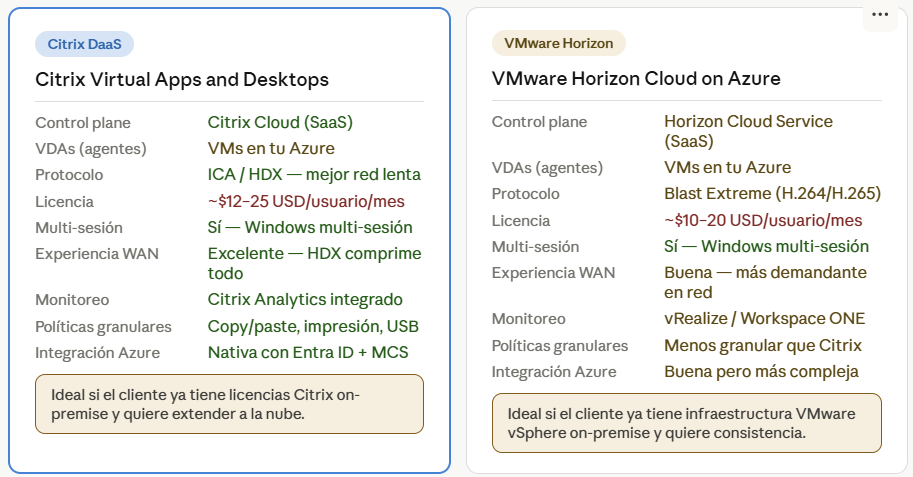 Citrix DaaS
Citrix Virtual Apps and Desktops
Control plane Citrix Cloud (SaaS)
VDAs (agentes) VMs en tu Azure
Protocolo ICA / HDX — mejor red lenta
Licencia ~$12–25 USD/usuario/mes
Multi-sesión Sí — Windows multi-sesión
Experiencia WAN Excelente — HDX comprime
todo
Monitoreo Citrix Analytics integrado
Políticas granulares Copy/paste, impresión, USB
Integración Azure Nativa con Entra ID + MCS
Ideal si el cliente ya tiene licencias Citrix on-
premise y quiere extender a la nube.
VMware Horizon
VMware Horizon Cloud on Azure
Control plane Horizon Cloud Service
(SaaS)
VDAs (agentes) VMs en tu Azure
Protocolo Blast Extreme (H.264/H.265)
Licencia ~$10–20 USD/usuario/mes
Multi-sesión Sí — Windows multi-sesión
Experiencia WAN Buena — más demandante
en red
Monitoreo vRealize / Workspace ONE
Políticas granulares Menos granular que Citrix
Integración Azure Buena pero más compleja
Ideal si el cliente ya tiene infraestructura VMware
vSphere on-premise y quiere consistencia.